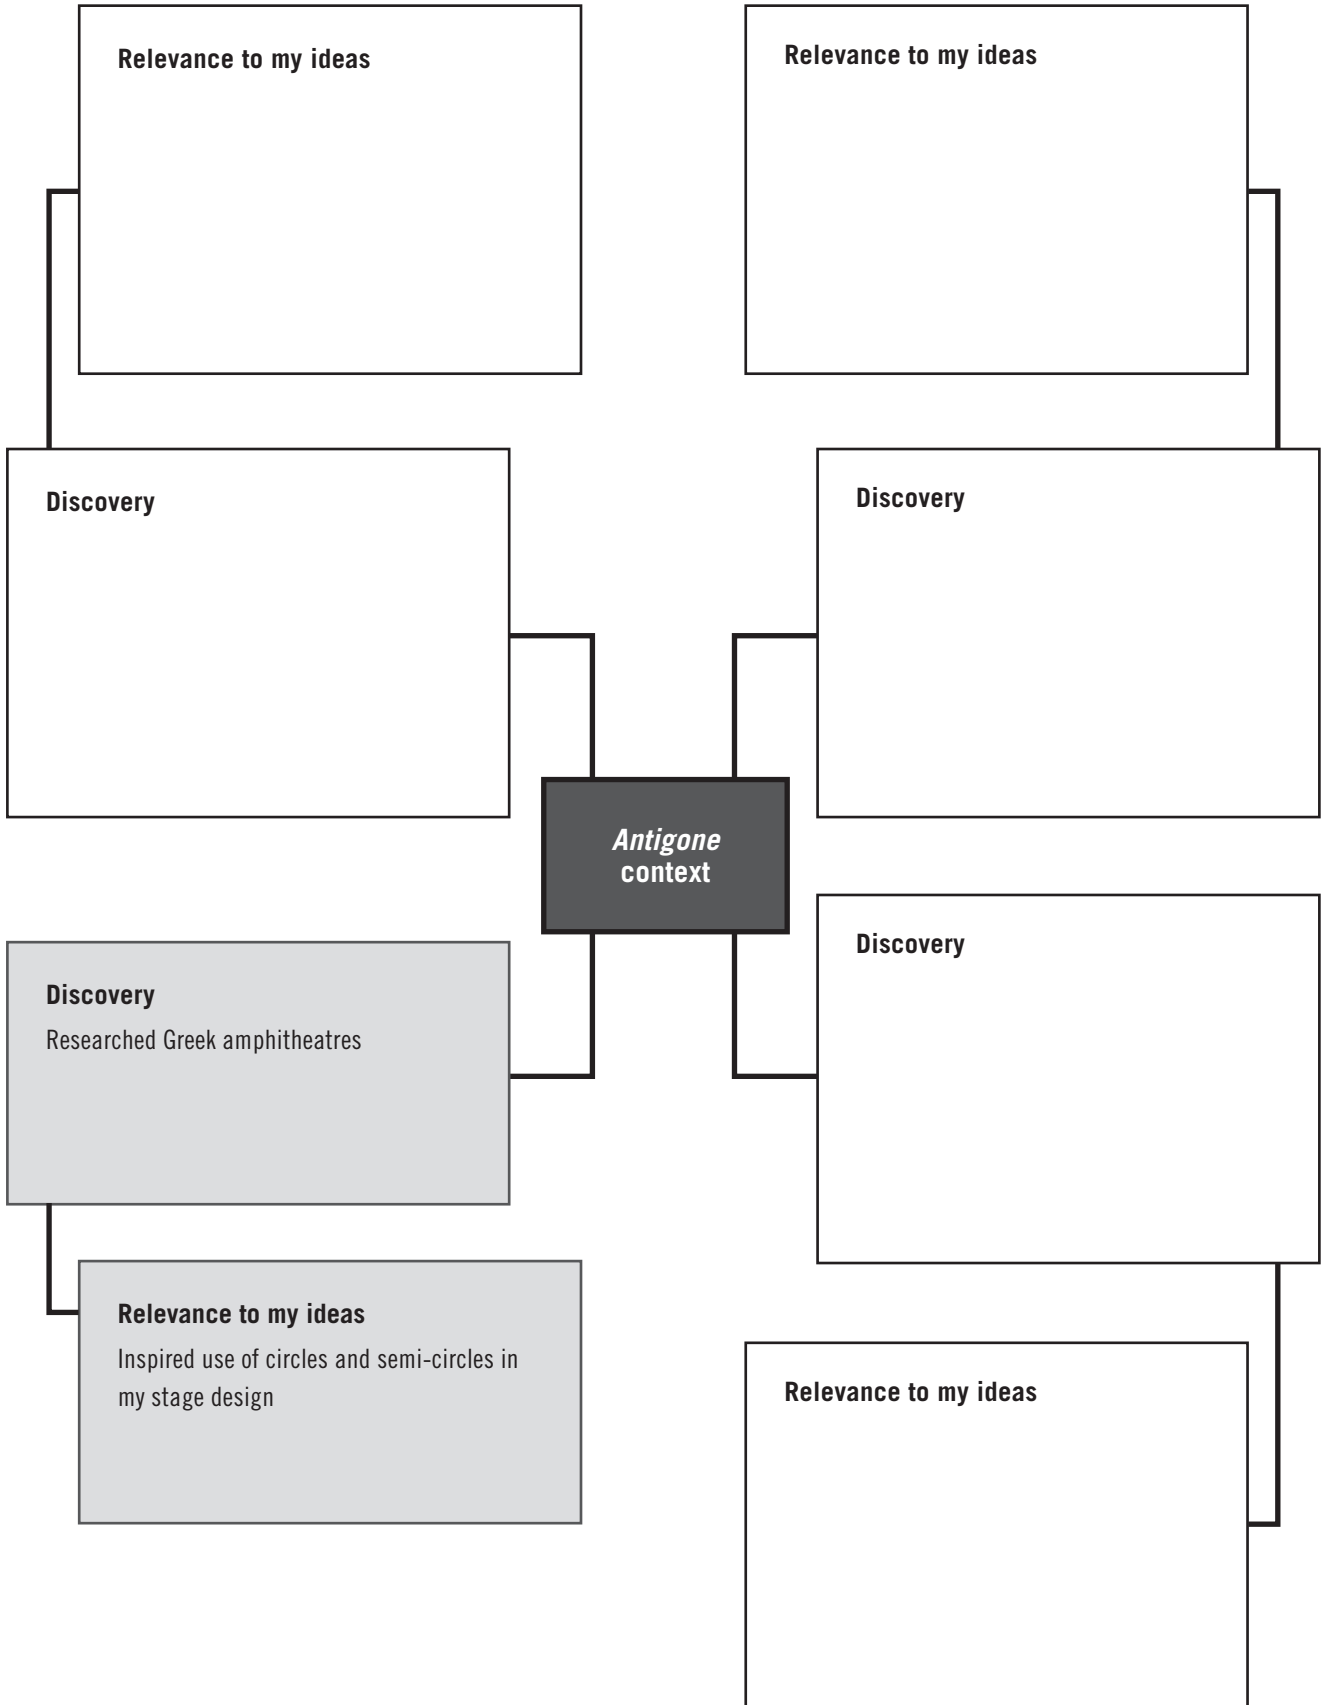 Relevance to my ideas
Relevance to my ideas
Discovery
Discovery
Antigone
context
Discovery
Discovery
Researched Greek amphitheatres
Relevance to my ideas
Inspired use of circles and semi-circles in
my stage design
Relevance to my ideas